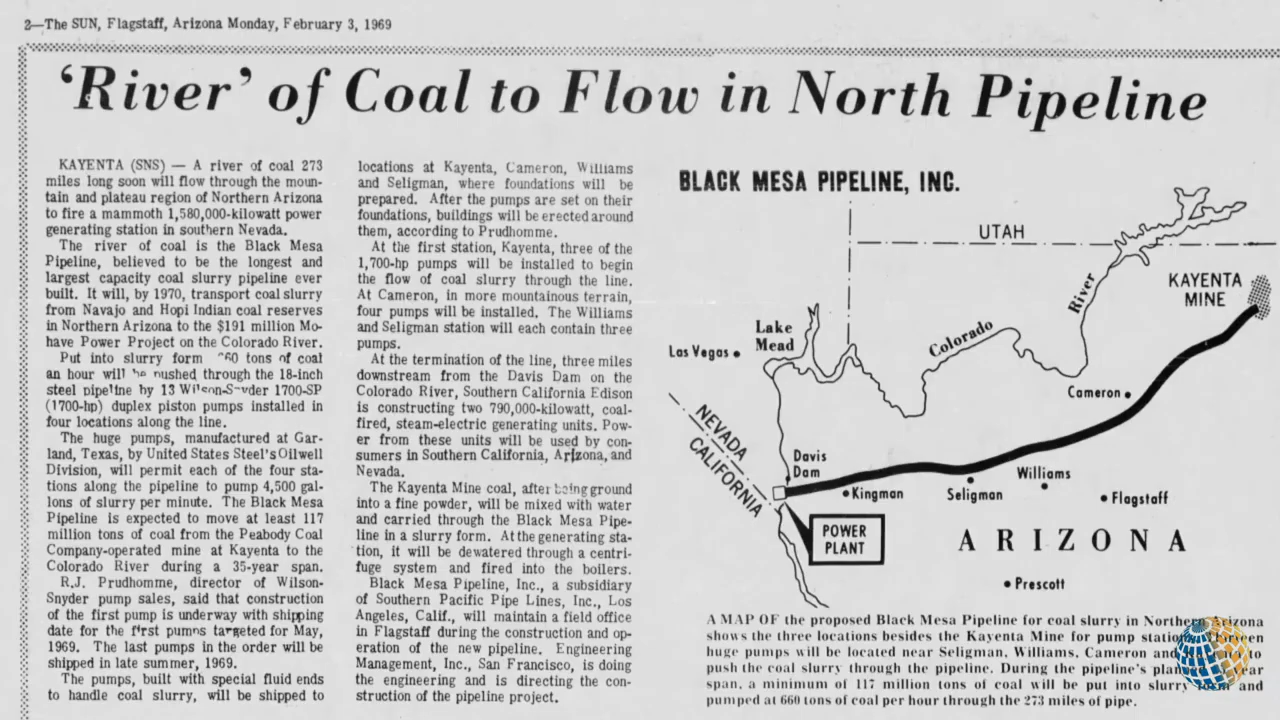 2—The SUN, Flagstaff, Arizona Monday, February 3, 1969
'River' of Coal to Flow in North Pipeline
KAYENTA (SNS) — A river of coal 273
miles long soon will flow through the moun-
tain and plateau region of Northern Arizona
to fire a mammoth 1,580,000-kilowatt power
generating station in southern Nevada.
The river of coal is the Black Mesa
Pipeline, believed to be the longest and
largest capacity coal slurry pipeline ever
built. It will, by 1970, transport coal slurry
from Navajo and Hopi Indian coal reserves
in Northern Arizona to the $191 million Mo-
have Power Project on the Colorado River.
Put into slurry form 60 tons of coal
an hour will be pushed through the 18-inch
steel pipeline by 13 Wilson-Snyder 1700-SP
(1700-hp) duplex piston pumps installed in
four locations along the line.
The huge pumps, manufactured at Gar-
land, Texas, by United States Steel's Oilwell
Division, will permit each of the four sta-
tions along the pipeline to pump 4,500 gal-
lons of slurry per minute. The Black Mesa
Pipeline is expected to move at least 117
million tons of coal from the Peabody Coal
Company-operated mine at Kayenta to the
Colorado River during a 35-year span.
R.J. Prudhomme, director of Wilson-
Snyder pump sales, said that construction
of the first pump is underway with shipping
date for the first pumps targeted for May,
1969. The last pumps in the order will be
shipped in late summer, 1969.
The pumps, built with special fluid ends
to handle coal slurry, will be shipped to
locations at Kayenta, Cameron, Williams
and Seligman, where foundations will be
prepared. After the pumps are set on their
foundations, buildings will be erected around
them, according to Prudhomme.
At the first station, Kayenta, three of the
1,700-hp pumps will be installed to begin
the flow of coal slurry through the line.
At Cameron, in more mountainous terrain,
four pumps will be installed. The Williams
and Seligman station will each contain three
pumps.
At the termination of the line, three miles
downstream from the Davis Dam on the
Colorado River, Southern California Edison
is constructing two 790,000-kilowatt, coal-
fired, steam-electric generating units. Pow-
er from these units will be used by con-
sumers in Southern California, Arizona, and
Nevada.
The Kayenta Mine coal, after being ground
into a fine powder, will be mixed with water
and carried through the Black Mesa Pipe-
line in a slurry form. At the generating sta-
tion, it will be dewatered through a centri-
fuge system and fired into the boilers.
Black Mesa Pipeline, Inc., a subsidiary
of Southern Pacific Pipe Lines, Inc., Los
Angeles, Calif., will maintain a field office
in Flagstaff during the construction and op-
eration of the new pipeline. Engineering
Management, Inc., San Francisco, is doing
the engineering and is directing the con-
struction of the pipeline project.
BLACK MESA PIPELINE, INC.
UTAH
KAYENTA
MINE
River
Colorado
Lake
Mead
Las Vegas
Cameron
NEVADA
CALIFORNIA
Davis
Dam
Kingman
Seligman
Williams
Flagstaff
POWER
PLANT
ARIZONA
Prescott
A MAP OF the proposed Black Mesa Pipeline for coal slurry in Northern Arizona
shows the three locations besides the Kayenta Mine for pump
huge pumps will be located near Seligman, Williams, Cameron and to
push the coal slurry through the pipeline. During the pipeline's
span, a minimum of 117 million tons of coal will be put into slurry form and
pumped at 660 tons of coal per hour through the 273 miles of pipe.